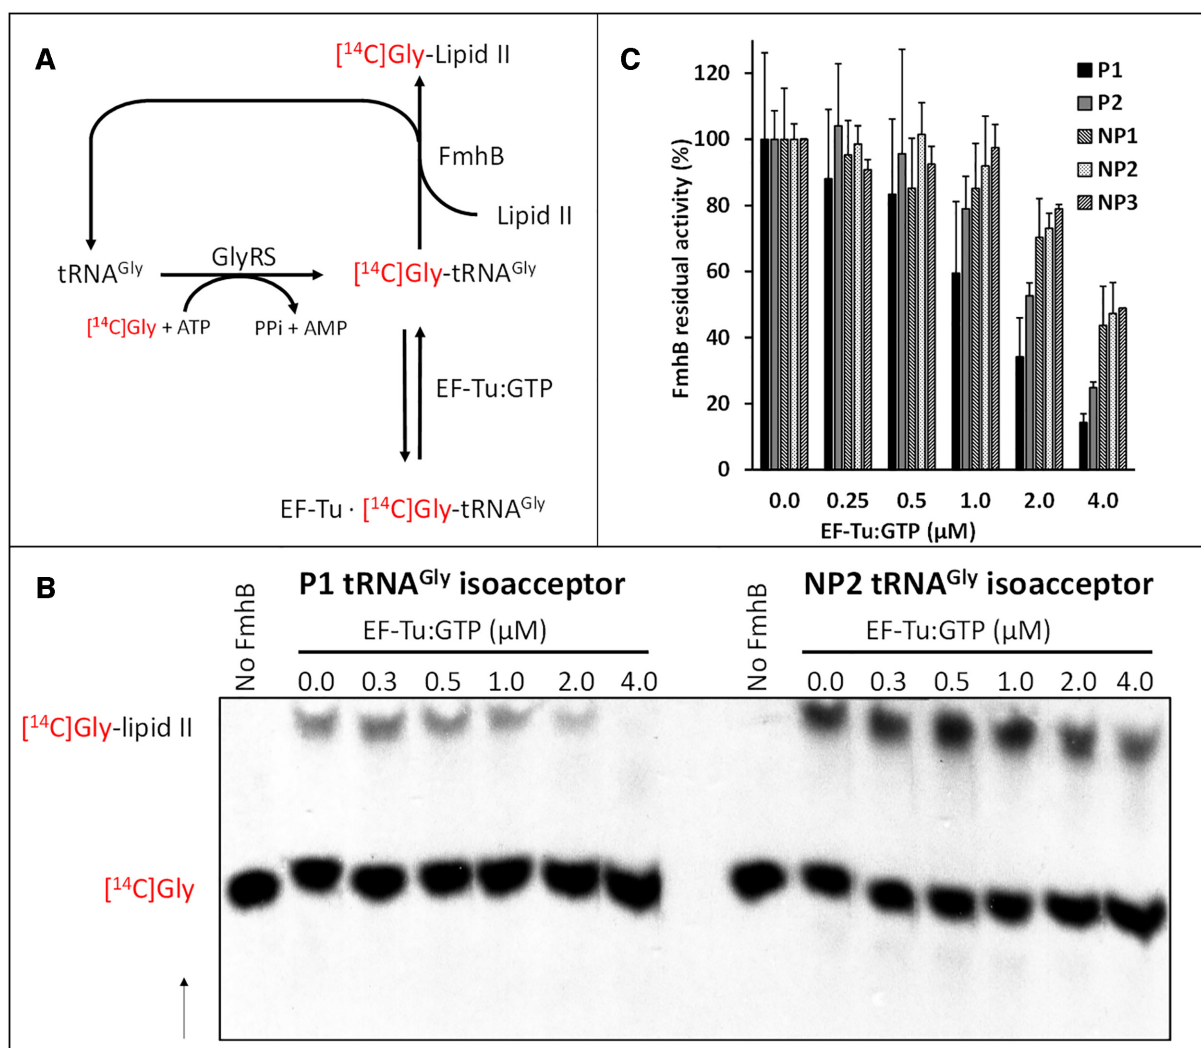 A
[¹⁴C]Gly-Lipid II
FmhB
Lipid II
tRNAᴳˡʸ
GlyRS
[¹⁴C]Gly-tRNAᴳˡʸ
[¹⁴C]Gly + ATP
PPi + AMP
EF-Tu:GTP
EF-Tu · [¹⁴C]Gly-tRNAᴳˡʸ
C
FmhB residual activity (%)
120
100
80
60
40
20
0
P1
P2
NP1
NP2
NP3
0.0 0.25 0.5 1.0 2.0 4.0
EF-Tu:GTP (µM)
B
No FmhB
P1 tRNAᴳˡʸ isoacceptor
EF-Tu:GTP (µM)
0.0 0.3 0.5 1.0 2.0 4.0
No FmhB
NP2 tRNAᴳˡʸ isoacceptor
EF-Tu:GTP (µM)
0.0 0.3 0.5 1.0 2.0 4.0
[¹⁴C]Gly-lipid II
[¹⁴C]Gly